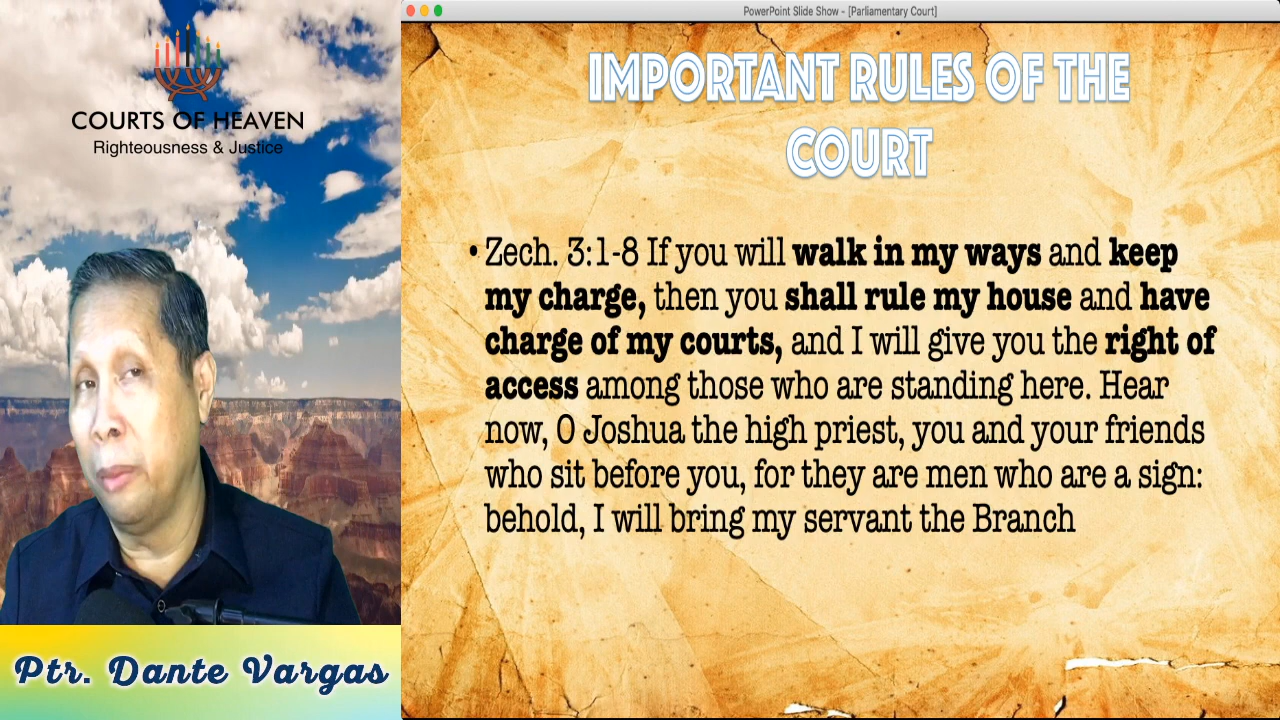 COURTS OF HEAVEN
Righteousness & Justice
Ptr. Dante Vargas
PowerPoint Slide Show - [Parliamentary Court]
IMPORTANT RULES OF THE
COURT
• Zech. 3:1-8 If you will walk in my ways and keep
my charge, then you shall rule my house and have
charge of my courts, and I will give you the right of
access among those who are standing here. Hear
now, O Joshua the high priest, you and your friends
who sit before you, for they are men who are a sign:
behold, I will bring my servant the Branch